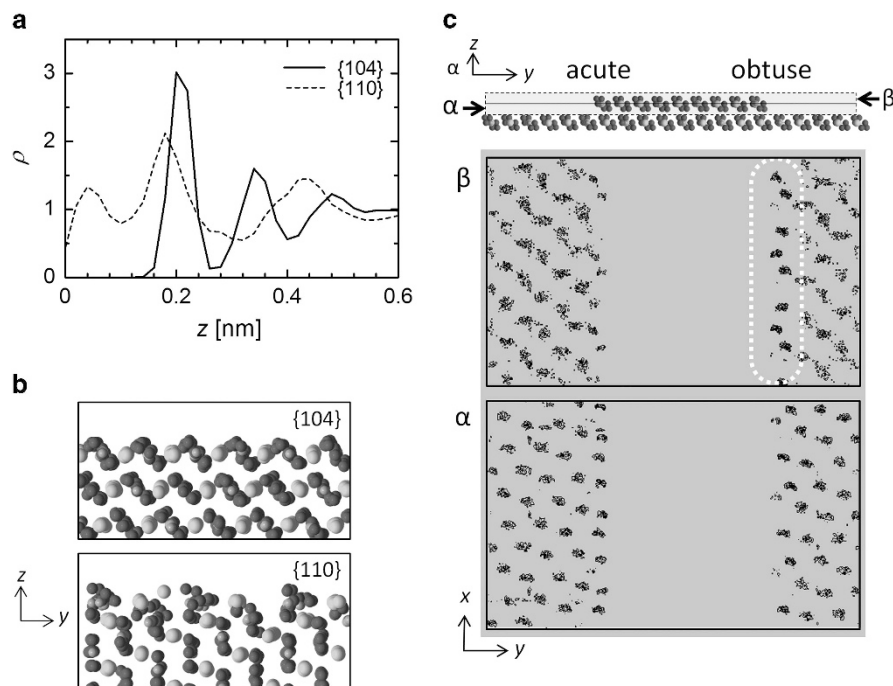 a
{104}
{110}
3
2
1
0
ρ
0 0.2 0.4 0.6
z [nm]
b
{104}
{110}
z
y
c
z
α y
acute obtuse
α β
β
α
x
y